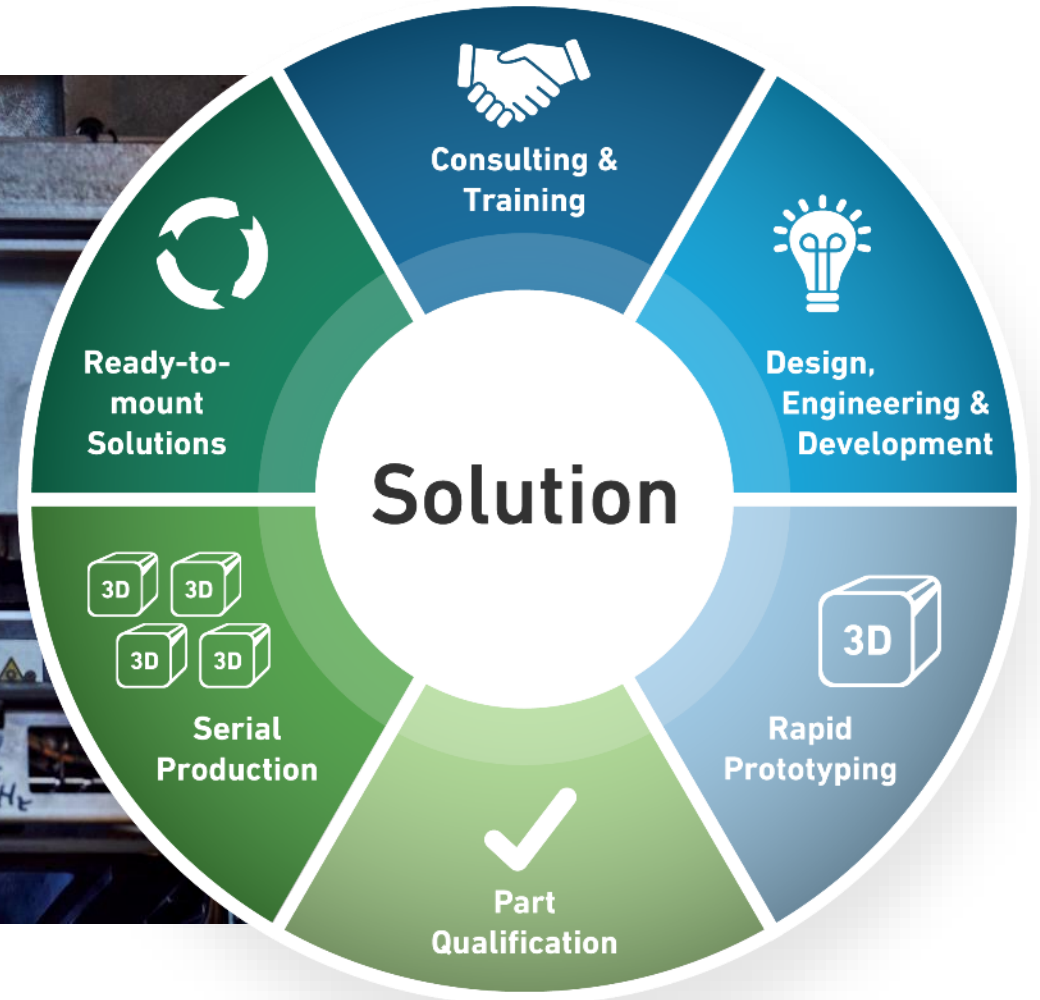 Consulting &
Training
Design,
Engineering &
Development
3D
Rapid
Prototyping
Part
Qualification
3D 3D
3D 3D
Serial
Production
Ready-to-
mount
Solutions
Solution